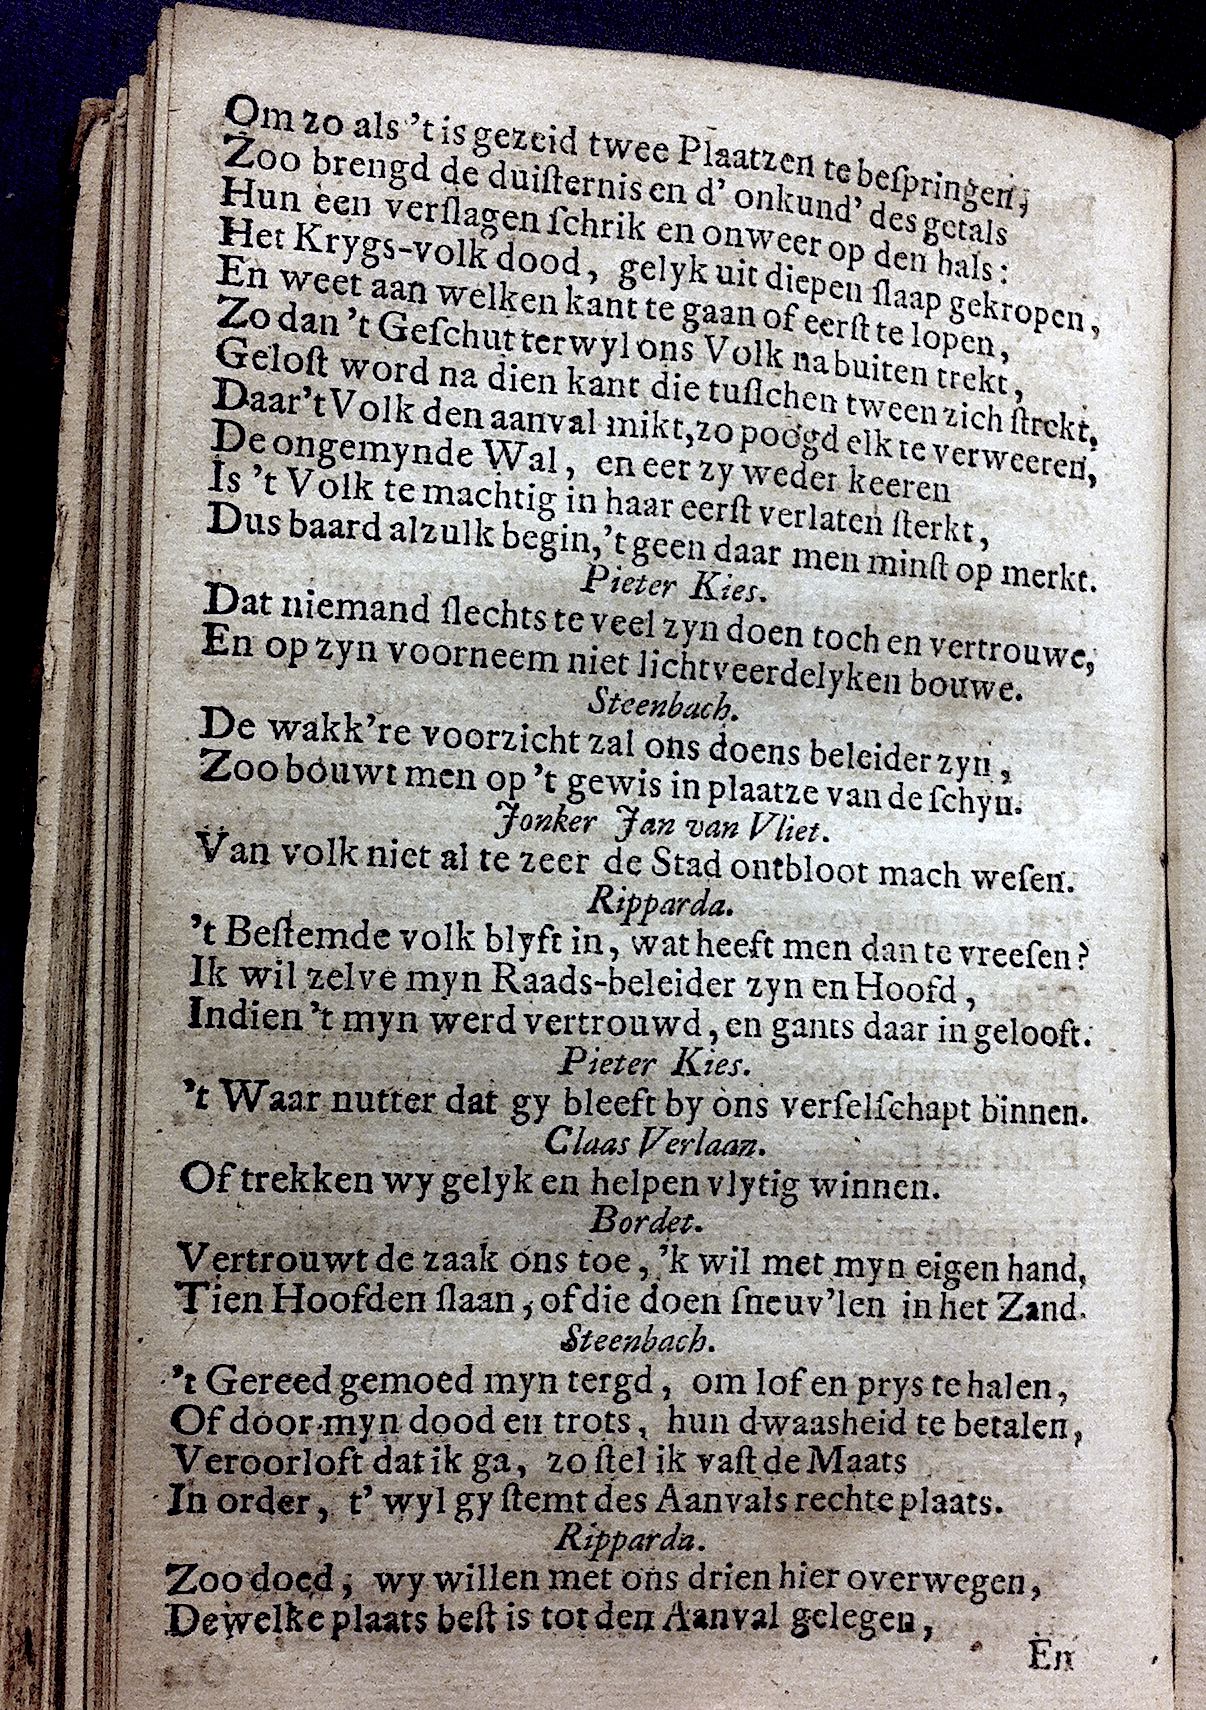 Om zo als 't is gezeid twee Plaatzen te beſpringen,
Zoo brengd de duiſternis en d' onkund' des getals
Hun een verſlagen ſchrik en onweer op den hals:
Het Krygs-volk dood, gelyk uit diepen ſlaap gekropen,
En weet aan welken kant te gaan of eerſt te lopen,
Zo dan 't Geſchut terwyl ons Volk na buiten trekt,
Geloſt word na dien kant die tuſſchen tween zich ſtrekt,
Daar 't Volk den aanval mikt, zo poogd elk te verweeren,
De ongemynde Wal, en eer zy weder keeren
Is 't Volk te machtig in haar eerſt verlaten ſterkt,
Dus baard alzulk begin, 't geen daar men minſt op merkt.
Pieter Kies.
Dat niemand ſlechts te veel zyn doen toch en vertrouwe,
En op zyn voorneem niet lichtveerdelyken bouwe.
Steenbach.
De wakk're voorzicht zal ons doens beleider zyn,
Zoo bouwt men op 't gewis in plaatze van de ſchyn.
Jonker Jan van Vliet.
Van volk niet al te zeer de Stad ontbloot mach weſen.
Ripparda.
't Beſtemde volk blyft in, wat heeft men dan te vreeſen?
Ik wil zelve myn Raads-beleider zyn en Hoofd,
Indien 't myn werd vertrouwd, en gants daar in gelooft.
Pieter Kies.
't Waar nutter dat gy bleeft by ons verſelſchapt binnen.
Claas Verlaan.
Of trekken wy gelyk en helpen vlytig winnen.
Bordet.
Vertrouwt de zaak ons toe, 'k wil met myn eigen hand,
Tien Hoofden ſlaan, of die doen ſneuv'len in het Zand.
Steenbach.
't Gereed gemoed myn tergd, om lof en prys te halen,
Of door myn dood en trots, hun dwaasheid te betalen,
Veroorloft dat ik ga, zo ſtel ik vaſt de Maats
In order, t' wyl gy ſtemt des Aanvals rechte plaats.
Ripparda.
Zoo doed, wy willen met ons drien hier overwegen,
De welke plaats beſt is tot den Aanval gelegen,
En